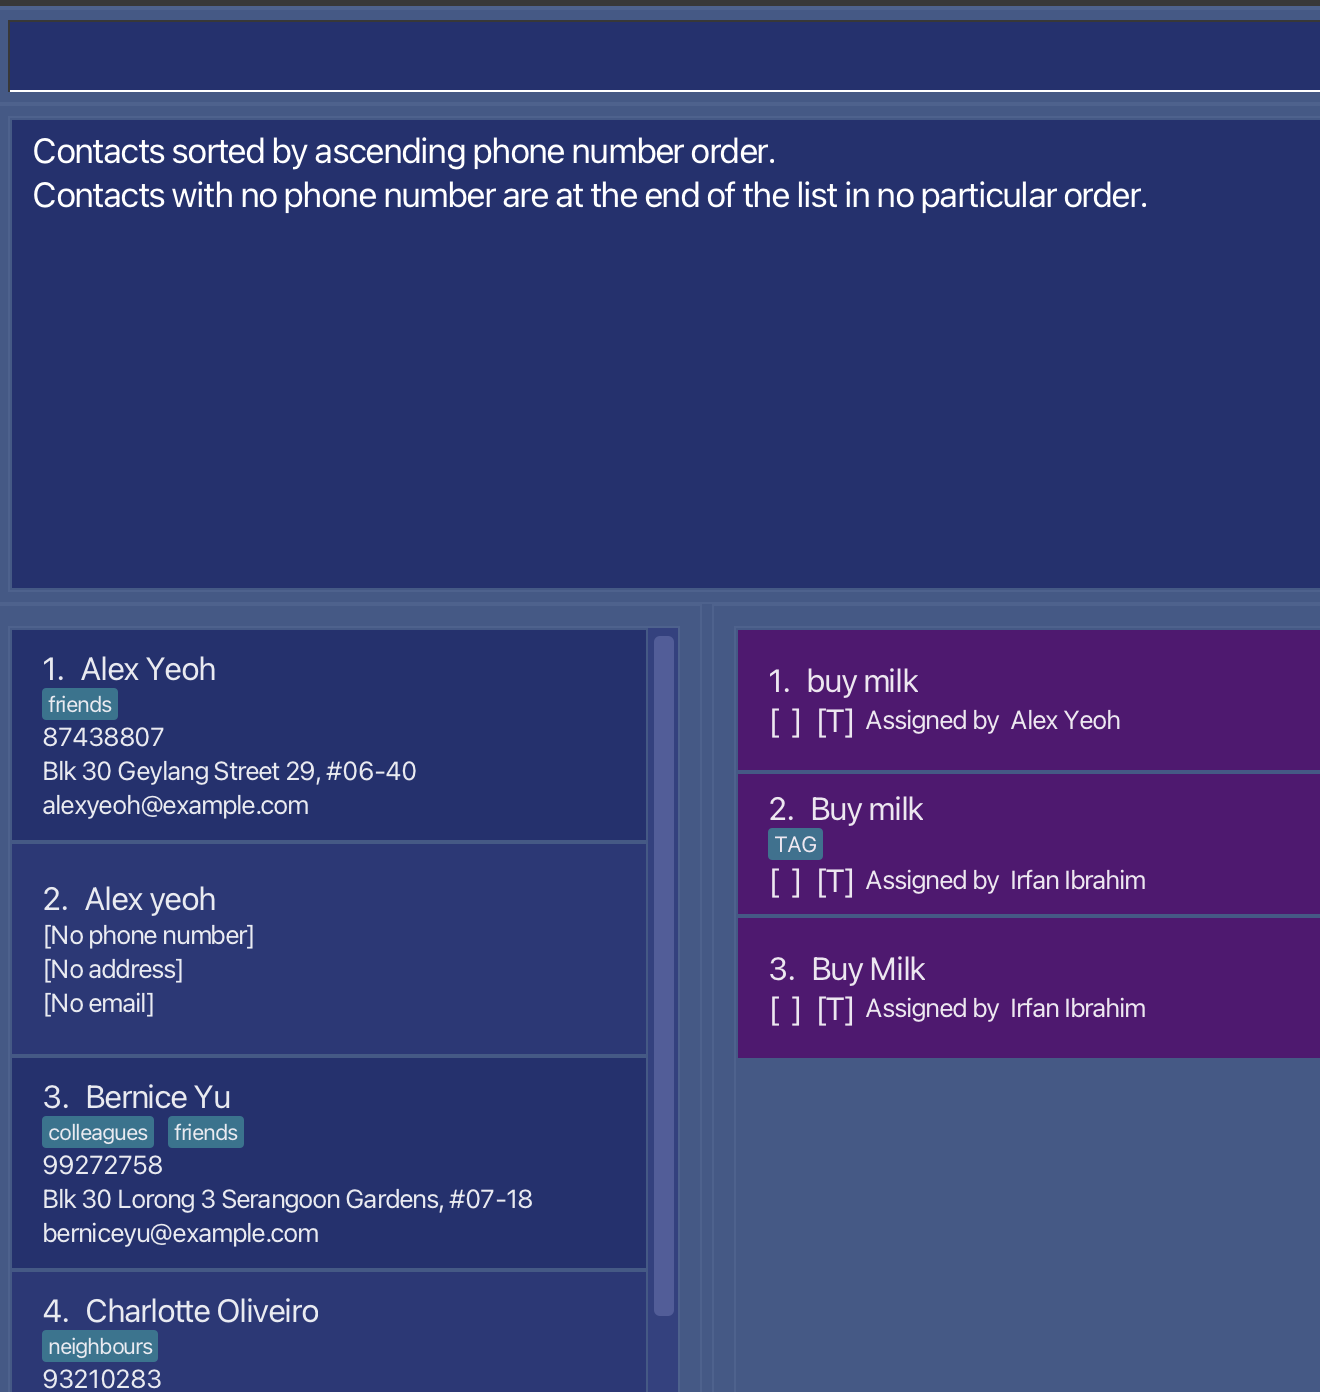 Contacts sorted by ascending phone number order.
Contacts with no phone number are at the end of the list in no particular order.
1. Alex Yeoh
friends
87438807
Blk 30 Geylang Street 29, #06-40
alexyeoh@example.com
2. Alex yeoh
[No phone number]
[No address]
[No email]
3. Bernice Yu
colleagues friends
99272758
Blk 30 Lorong 3 Serangoon Gardens, #07-18
berniceyu@example.com
4. Charlotte Oliveiro
neighbours
93210283
1. buy milk
[ ] [T] Assigned by Alex Yeoh
2. Buy milk
TAG
[ ] [T] Assigned by Irfan Ibrahim
3. Buy Milk
[ ] [T] Assigned by Irfan Ibrahim